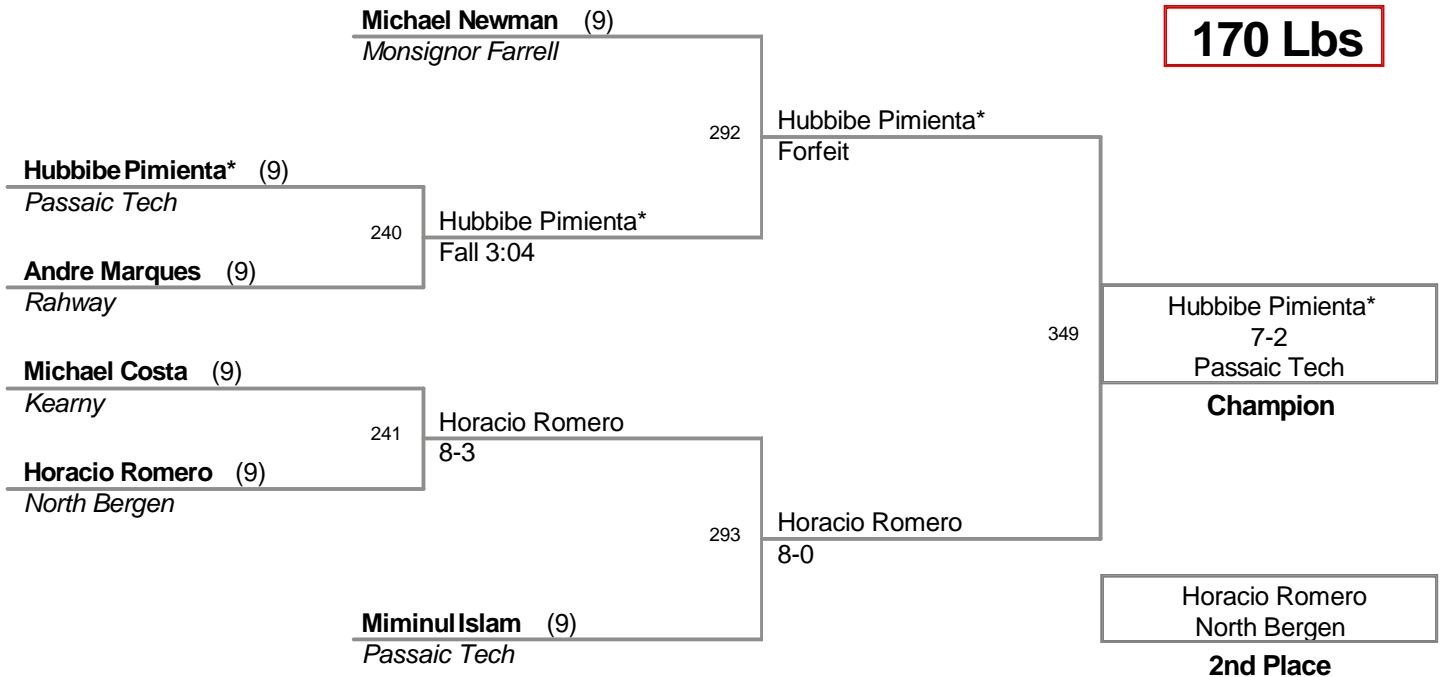 Michael Newman (9)
Monsignor Farrell
170 Lbs
292
Hubbibe Pimienta*
Forfeit
Hubbibe Pimienta* (9)
Passaic Tech
240
Hubbibe Pimienta*
Fall 3:04
Andre Marques (9)
Rahway
349
Hubbibe Pimienta*
7-2
Passaic Tech
Champion
Michael Costa (9)
Kearny
241
Horacio Romero
8-3
Horacio Romero (9)
North Bergen
293
Horacio Romero
8-0
Miminul Islam (9)
Passaic Tech
Horacio Romero
North Bergen
2nd Place